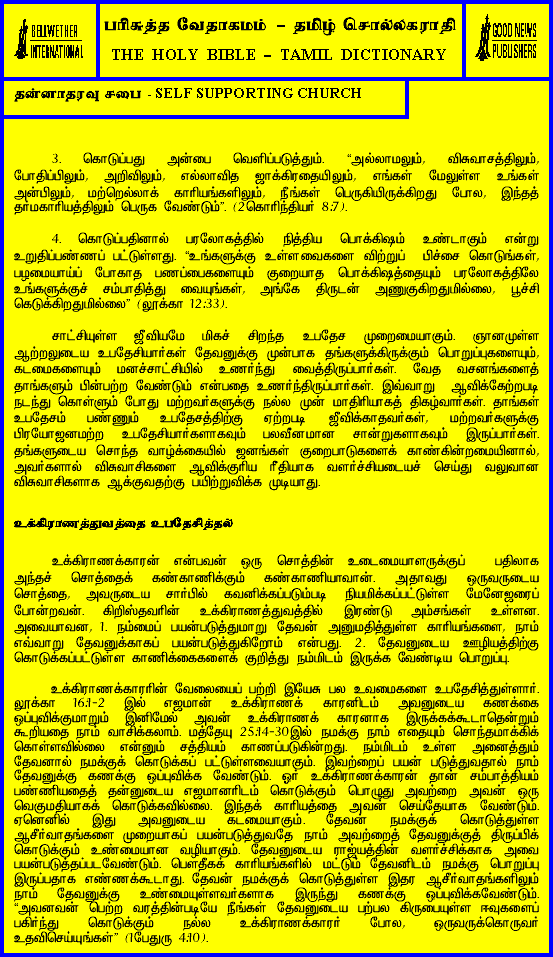 BELLWETHER
INTERNATIONAL
பரிசுத்த வேதாகமம் – தமிழ் சொல்லகராதி
THE HOLY BIBLE – TAMIL DICTIONARY
GOOD NEWS
PUBLISHERS
தன்னாதரவு சபை - SELF SUPPORTING CHURCH
3. கொடுப்பது அன்பை வெளிப்படுத்தும். “அல்லாமலும், விசுவாசத்திலும்,
போதிப்பிலும், அறிவிலும், எல்லாவித ஜாக்கிரதையிலும், எங்கள் மேலுள்ள உங்கள்
அன்பிலும், மற்றெல்லாக் காரியங்களிலும், நீங்கள் பெருகியிருக்கிறது போல, இந்தத்
தர்மகாரியத்திலும் பெருக வேண்டும்”. (2கொரிந்தியர் 8:7).
4. கொடுப்பதினால் பரலோகத்தில் நித்திய பொக்கிஷம் உண்டாகும் என்று
உறுதிப்பண்ணப் பட்டுள்ளது. “உங்களுக்கு உள்ளவைகளை விற்றுப் பிச்சை கொடுங்கள்,
பழமையாய்ப் போகாத பணப்பைகளையும் குறையாத பொக்கிஷத்தையும் பரலோகத்திலே
உங்களுக்குச் சம்பாதித்து வையுங்கள், அங்கே திருடன் அணுகுகிறதுமில்லை, பூச்சி
கெடுக்கிறதுமில்லை” (லூக்கா 12:33).
சாட்சியுள்ள ஜீவியமே மிகச் சிறந்த உபதேச முறைமையாகும். ஞானமுள்ள
ஆற்றலுடைய உபதேசியார்கள் தேவனுக்கு முன்பாக தங்களுக்கிருக்கும் பொறுப்புகளையும்,
கடமைகளையும் மனச்சாட்சியில் உணர்ந்து வைத்திருப்பார்கள். வேத வசனங்களைத்
தாங்களும் பின்பற்ற வேண்டும் என்பதை உணர்ந்திருப்பார்கள். இவ்வாறு ஆவிக்கேற்றபடி
நடந்து கொள்ளும் போது மற்றவர்களுக்கு நல்ல முன் மாதிரியாகத் திகழ்வார்கள். தாங்கள்
உபதேசம் பண்ணும் உபதேசத்திற்கு ஏற்றபடி ஜீவிக்காதவர்கள், மற்றவர்களுக்கு
பிரயோஜனமற்ற உபதேசியார்களாகவும் பலவீனமான சான்றுகளாகவும் இருப்பார்கள்.
தங்களுடைய சொந்த வாழ்க்கையில் ஜனங்கள் குறைபாடுகளைக் காண்கின்றமையினால்,
அவர்களால் விசுவாசிகளை ஆவிக்குரிய ரீதியாக வளர்ச்சியடையச் செய்து வலுவான
விசுவாசிகளாக ஆக்குவதற்கு பயிற்றுவிக்க முடியாது.
உக்கிராணத்துவத்தை உபதேசித்தல்
உக்கிராணக்காரன் என்பவன் ஒரு சொத்தின் உடைமையாளருக்குப் பதிலாக
அந்தச் சொத்தைக் கண்காணிக்கும் கண்காணியாவான். அதாவது ஒருவருடைய
சொத்தை, அவருடைய சார்பில் கவனிக்கப்படும்படி நியமிக்கப்பட்டுள்ள மேனேஜரைப்
போன்றவன். கிறிஸ்தவரின் உக்கிராணத்துவத்தில் இரண்டு அம்சங்கள் உள்ளன.
அவையாவன, 1. நம்மைப் பயன்படுத்துமாறு தேவன் அனுமதித்துள்ள காரியங்களை, நாம்
எவ்வாறு தேவனுக்காகப் பயன்படுத்துகிறோம் என்பது. 2. தேவனுடைய ஊழியத்திற்கு
கொடுக்கப்பட்டுள்ள காணிக்கைகளைக் குறித்து நம்மிடம் இருக்க வேண்டிய பொறுப்பு.
உக்கிராணக்காரரின் வேலையைப் பற்றி இயேசு பல உவமைகளை உபதேசித்துள்ளார்.
லூக்கா 16:1-2 இல் எஜமான் உக்கிராணக் காரனிடம் அவனுடைய கணக்கை
ஒப்புவிக்குமாறும் இனிமேல் அவன் உக்கிராணக் காரனாக இருக்கக்கூடாதென்றும்
கூறியதை நாம் வாசிக்கலாம். மத்தேயு 25:14-30இல் நமக்கு நாம் எதையும் சொந்தமாக்கிக்
கொள்ளவில்லை என்னும் சத்தியம் காணப்படுகின்றது. நம்மிடம் உள்ள அனைத்தும்
தேவனால் நமக்குக் கொடுக்கப் பட்டுள்ளவையாகும். இவற்றைப் பயன் படுத்துவதால் நாம்
தேவனுக்கு கணக்கு ஒப்புவிக்க வேண்டும். ஓர் உக்கிராணக்காரன் தான் சம்பாத்தியம்
பண்ணியதைத் தன்னுடைய எஜமானரிடம் கொடுக்கும் பொழுது அவற்றை அவன் ஒரு
வெகுமதியாகக் கொடுக்கவில்லை. இந்தக் காரியத்தை அவன் செய்தேயாக வேண்டும்.
ஏனெனில் இது அவனுடைய கடமையாகும். தேவன் நமக்குக் கொடுத்துள்ள
ஆசீர்வாதங்களை முறையாகப் பயன்படுத்துவதே நாம் அவற்றைத் தேவனுக்குத் திருப்பிக்
கொடுக்கும் உண்மையான வழியாகும். தேவனுடைய ராஜ்யத்தின் வளர்ச்சிக்காக அவை
பயன்படுத்தப்படவேண்டும். பௌதீகக் காரியங்களில் மட்டும் தேவனிடம் நமக்கு பொறுப்பு
இருப்பதாக எண்ணக்கூடாது. தேவன் நமக்குக் கொடுத்துள்ள இதர ஆசீர்வாதங்களிலும்
நாம் தேவனுக்கு உண்மையுள்ளவர்களாக இருந்து கணக்கு ஒப்புவிக்கவேண்டும்.
“அவனவன் பெற்ற வரத்தின்படியே நீங்கள் தேவனுடைய பற்பல கிருபையுள்ள ஈவுகளைப்
பகிர்ந்து கொடுக்கும் நல்ல உக்கிராணக்காரர் போல, ஒருவருக்கொருவர்
உதவிசெய்யுங்கள்” (1பேதுரு 4:10).